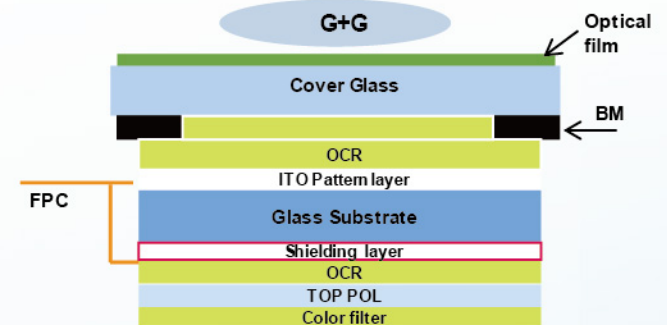 G+G
Optical
film
Cover Glass
BM
OCR
ITO Pattern layer
FPC
Glass Substrate
Shielding layer
OCR
TOP POL
Color filter